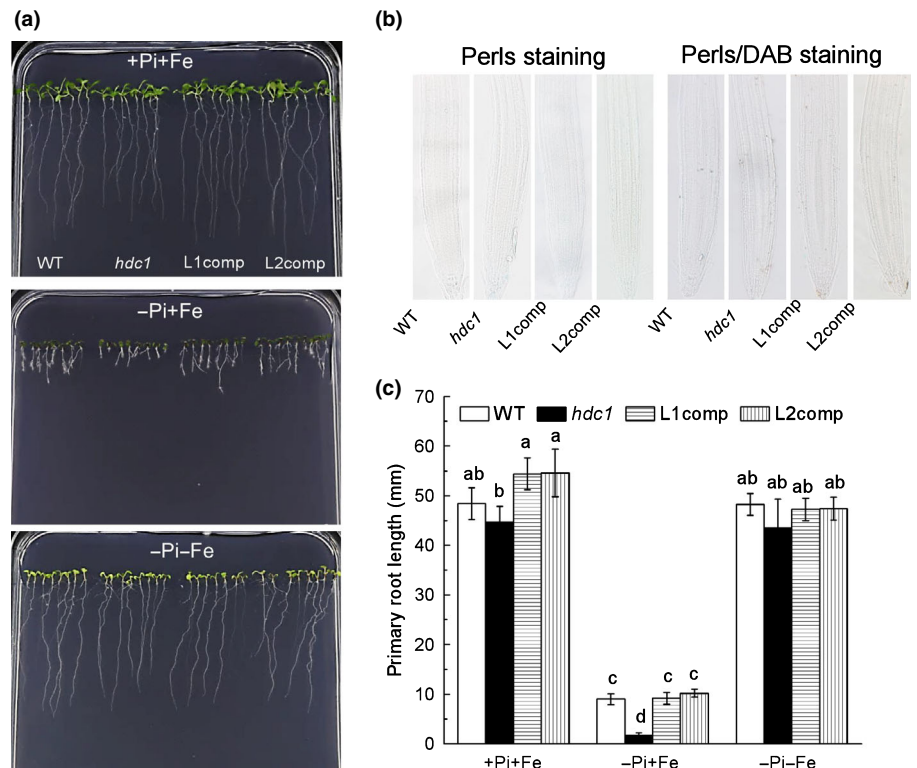 (a)
+Pi+Fe
WT hdc1 L1comp L2comp
–Pi+Fe
–Pi–Fe
(b)
Perls staining Perls/DAB staining
WT hdc1 L1comp L2comp WT hdc1 L1comp L2comp
(c)
70
WT hdc1 L1comp L2comp
60
50
40
30
20
10
0
Primary root length (mm)
ab b a a
c d c c
ab ab ab ab
+Pi+Fe –Pi+Fe –Pi–Fe